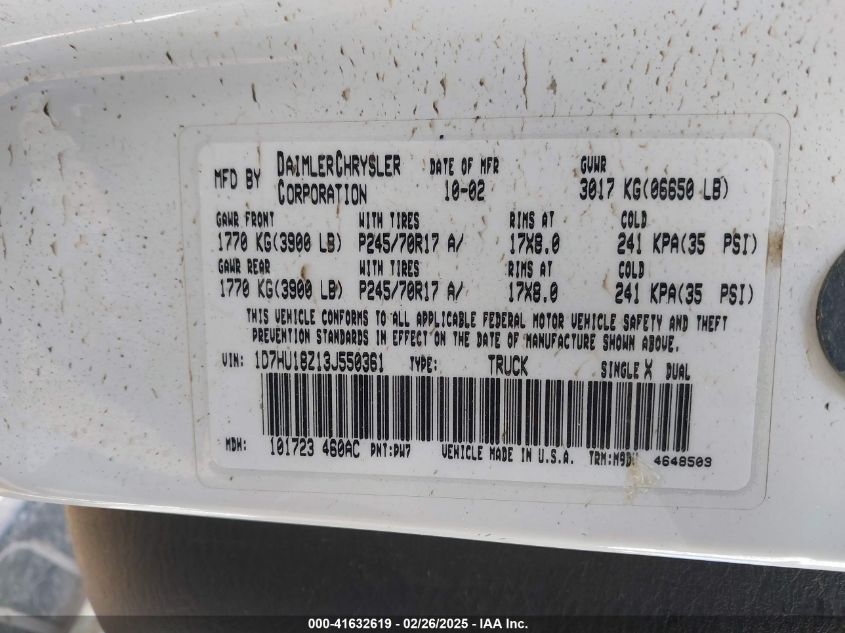 MFD BY DAIMLERCHRYSLER CORPORATION DATE OF MFR 10-02 GVWR 3017 KG(06650 LB)
GAWR FRONT WITH TIRES RIMS AT COLD
1770 KG(3900 LB) P245/70R17 A/ 17X8.0 241 KPA(35 PSI)
GAWR REAR WITH TIRES RIMS AT COLD
1770 KG(3900 LB) P245/70R17 A/ 17X8.0 241 KPA(35 PSI)
THIS VEHICLE CONFORMS TO ALL APPLICABLE FEDERAL MOTOR VEHICLE SAFETY AND THEFT
PREVENTION STANDARDS IN EFFECT ON THE DATE OF MANUFACTURE SHOWN ABOVE.
VIN: 1D7HU18Z13J550361 TYPE: TRUCK SINGLE X DUAL
MDH: 101723 460AC PNT:PW7 VEHICLE MADE IN U.S.A. TRM: 4648509
000-41632619 - 02/26/2025 - IAA Inc.